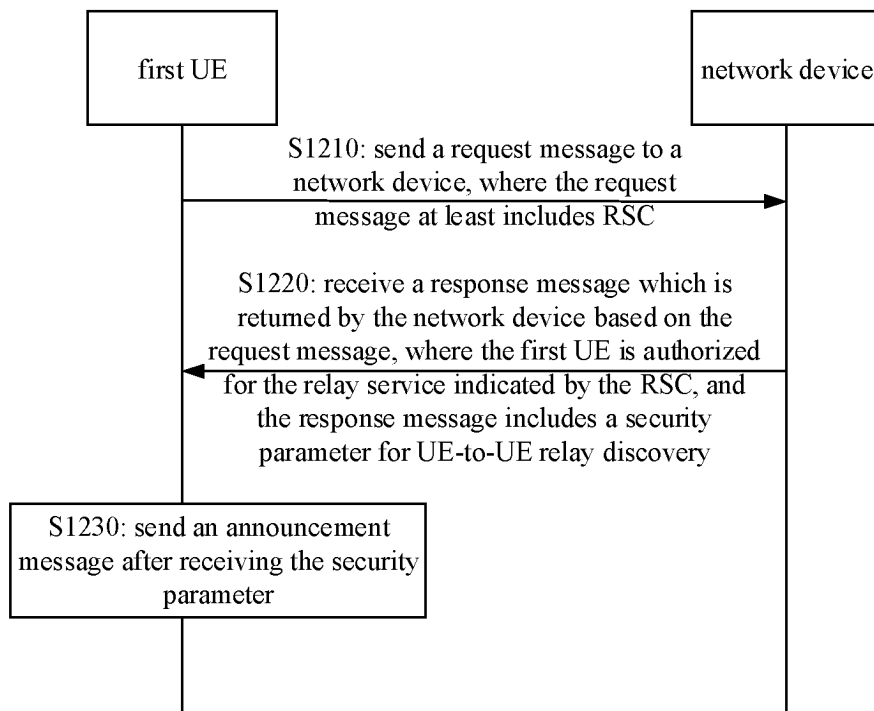 first UE
network device
S1210: send a request message to a
network device, where the request
message at least includes RSC
S1220: receive a response message which is
returned by the network device based on the
request message, where the first UE is authorized
for the relay service indicated by the RSC, and
the response message includes a security
parameter for UE-to-UE relay discovery
S1230: send an announcement
message after receiving the security
parameter